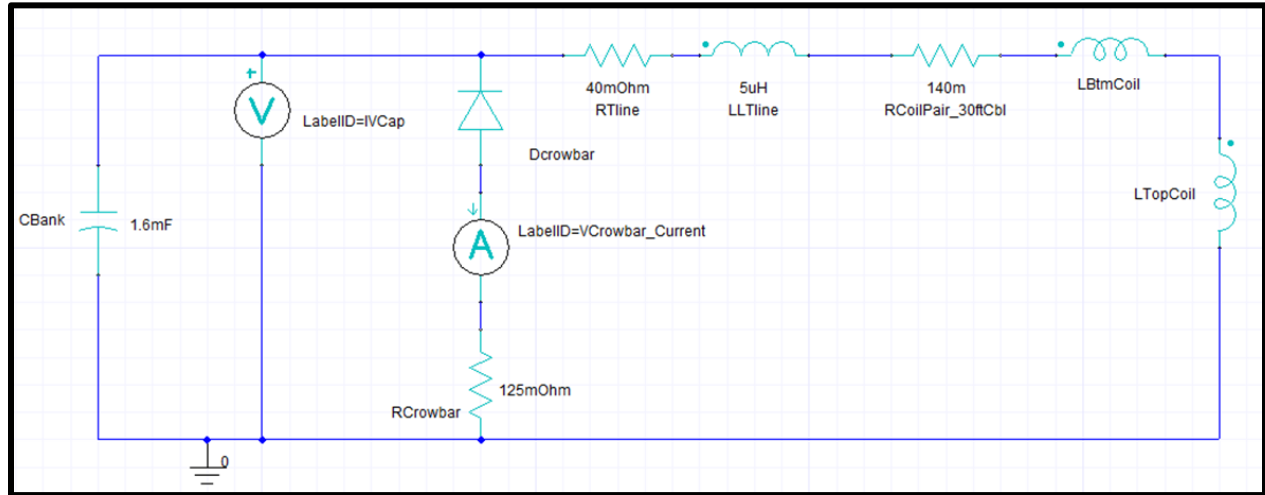 +
V
LabelID=IVCap
40mOhm
RTline
5uH
LLTline
140m
RCoilPair_30ftCbl
LBtmCoil
Dcrowbar
LTopCoil
CBank
1.6mF
A
LabelID=VCrowbar_Current
125mOhm
RCrowbar
0